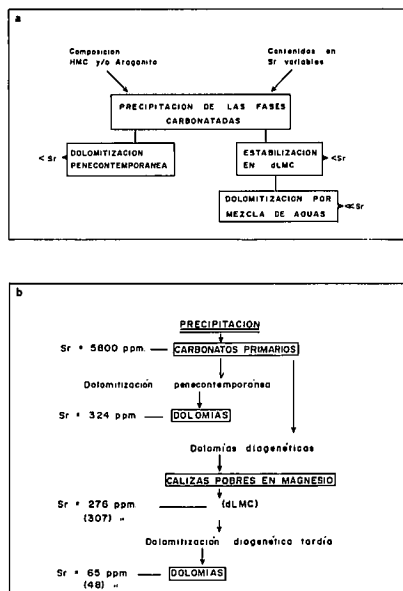 a
Composicion
HMC y/o Aragonito
Contenidos en
Sr variables
PRECIPITACION DE LAS FASES
CARBONATADAS
< Sr
DOLOMITIZACION
PENECONTEMPORANEA
ESTABILIZACION
EN dLMC
<Sr
DOLOMITIZACION POR
MEZCLA DE AGUAS
≪Sr
b
PRECIPITACION
Sr = 5800 ppm.
CARBONATOS PRIMARIOS
Dolomitización penecontemporánea
Sr = 324 ppm
DOLOMIAS
Dolomías diagenéticas
CALIZAS POBRES EN MAGNESIO
Sr = 276 ppm
(dLMC)
(307) "
Dolomitización diagenética tardía
Sr = 65 ppm
DOLOMIAS
(48) "